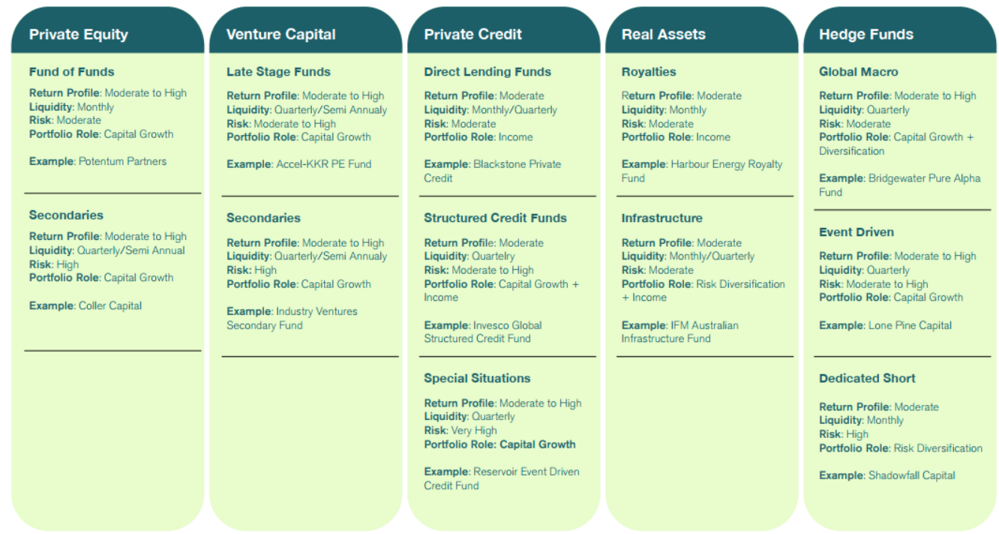 Private Equity
Fund of Funds
Return Profile: Moderate to High
Liquidity: Monthly
Risk: Moderate
Portfolio Role: Capital Growth
Example: Potentum Partners
Secondaries
Return Profile: Moderate to High
Liquidity: Quarterly/Semi Annual
Risk: High
Portfolio Role: Capital Growth
Example: Coller Capital
Venture Capital
Late Stage Funds
Return Profile: Moderate to High
Liquidity: Quarterly/Semi Annualy
Risk: Moderate to High
Portfolio Role: Capital Growth
Example: Accel-KKR PE Fund
Secondaries
Return Profile: Moderate to High
Liquidity: Quarterly/Semi Annualy
Risk: High
Portfolio Role: Capital Growth
Example: Industry Ventures
Secondary Fund
Private Credit
Direct Lending Funds
Return Profile: Moderate
Liquidity: Monthly/Quarterly
Risk: Moderate
Portfolio Role: Income
Example: Blackstone Private
Credit
Structured Credit Funds
Return Profile: Moderate
Liquidity: Quartelry
Risk: Moderate to High
Portfolio Role: Capital Growth +
Income
Example: Invesco Global
Structured Credit Fund
Special Situations
Return Profile: Moderate to High
Liquidity: Quarterly
Risk: Very High
Portfolio Role: Capital Growth
Example: Reservoir Event Driven
Credit Fund
Real Assets
Royalties
Return Profile: Moderate
Liquidity: Monthly
Risk: Moderate
Portfolio Role: Income
Example: Harbour Energy Royalty
Fund
Infrastructure
Return Profile: Moderate
Liquidity: Monthly/Quarterly
Risk: Moderate
Portfolio Role: Risk Diversification
+ Income
Example: IFM Australian
Infrastructure Fund
Hedge Funds
Global Macro
Return Profile: Moderate to High
Liquidity: Quarterly
Risk: Moderate
Portfolio Role: Capital Growth +
Diversification
Example: Bridgewater Pure Alpha
Fund
Event Driven
Return Profile: Moderate to High
Liquidity: Quarterly
Risk: Moderate to High
Portfolio Role: Capital Growth
Example: Lone Pine Capital
Dedicated Short
Return Profile: Moderate
Liquidity: Monthly
Risk: High
Portfolio Role: Risk Diversification
Example: Shadowfall Capital